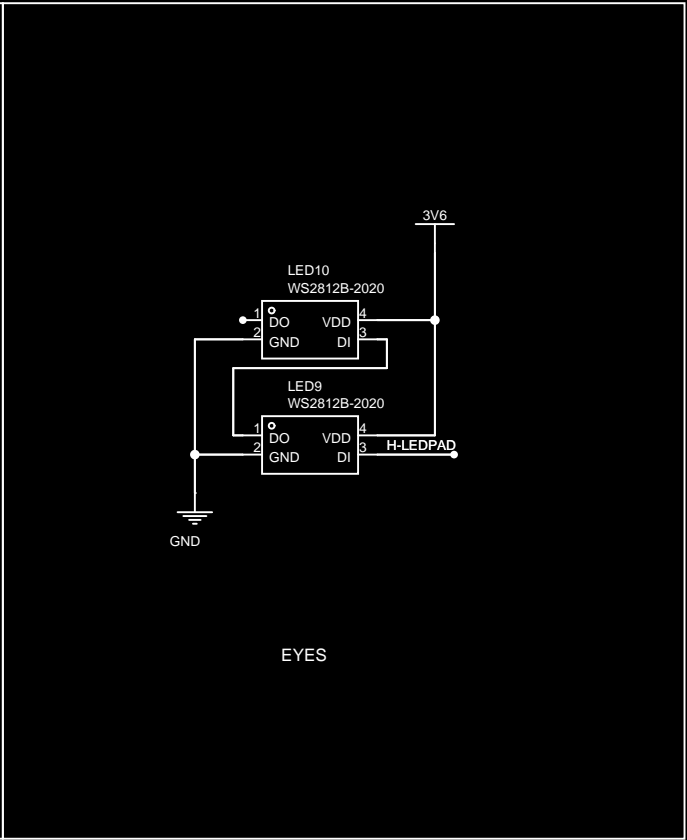 3V6
LED10
WS2812B-2020
1 DO VDD 4
2 GND DI 3
LED9
WS2812B-2020
1 DO VDD 4
2 GND DI 3 H-LEDPAD
GND
EYES